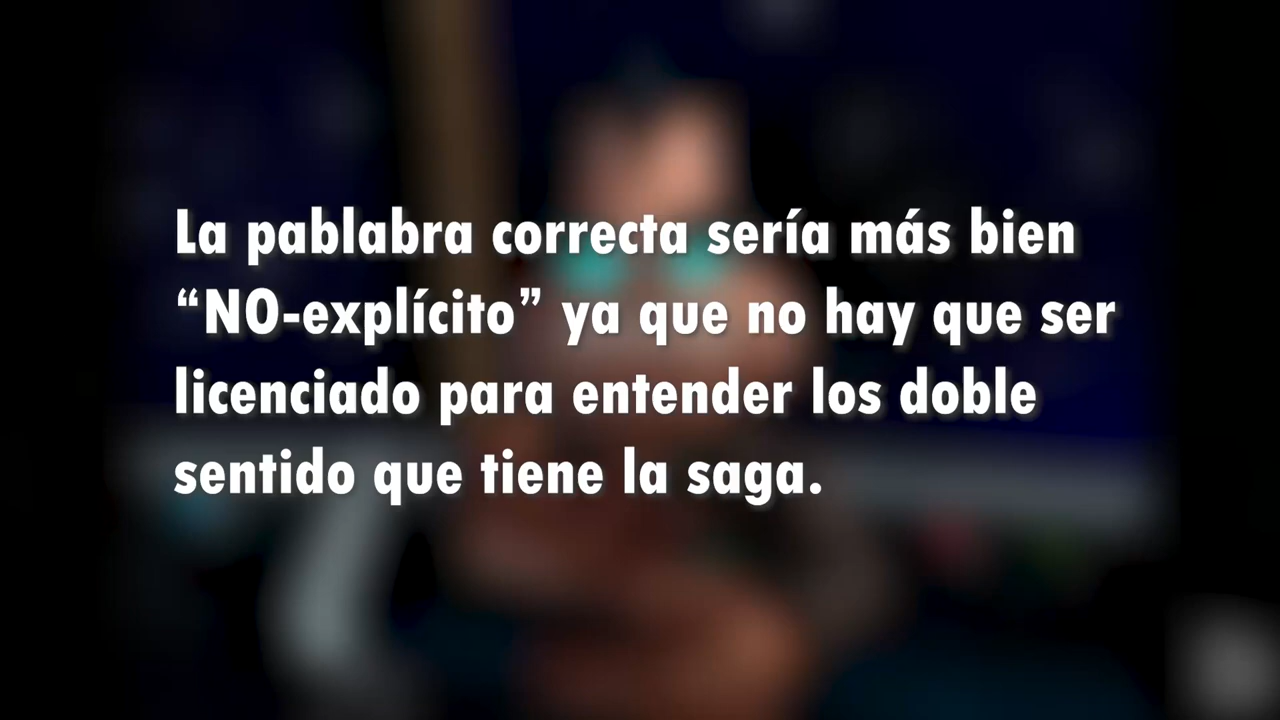 La pablabra correcta sería más bien
“NO-explícito” ya que no hay que ser
licenciado para entender los doble
sentido que tiene la saga.